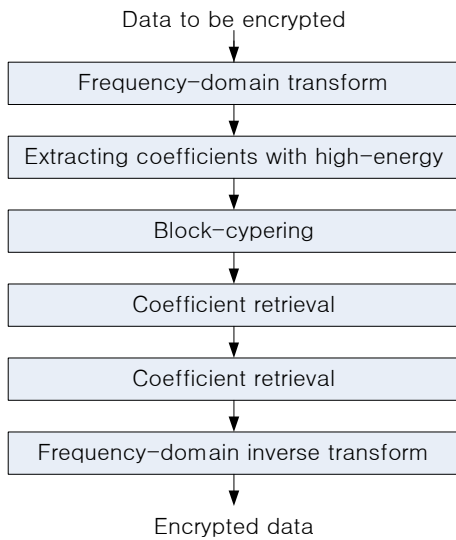 Data to be encrypted
Frequency-domain transform
Extracting coefficients with high-energy
Block-cypering
Coefficient retrieval
Coefficient retrieval
Frequency-domain inverse transform
Encrypted data